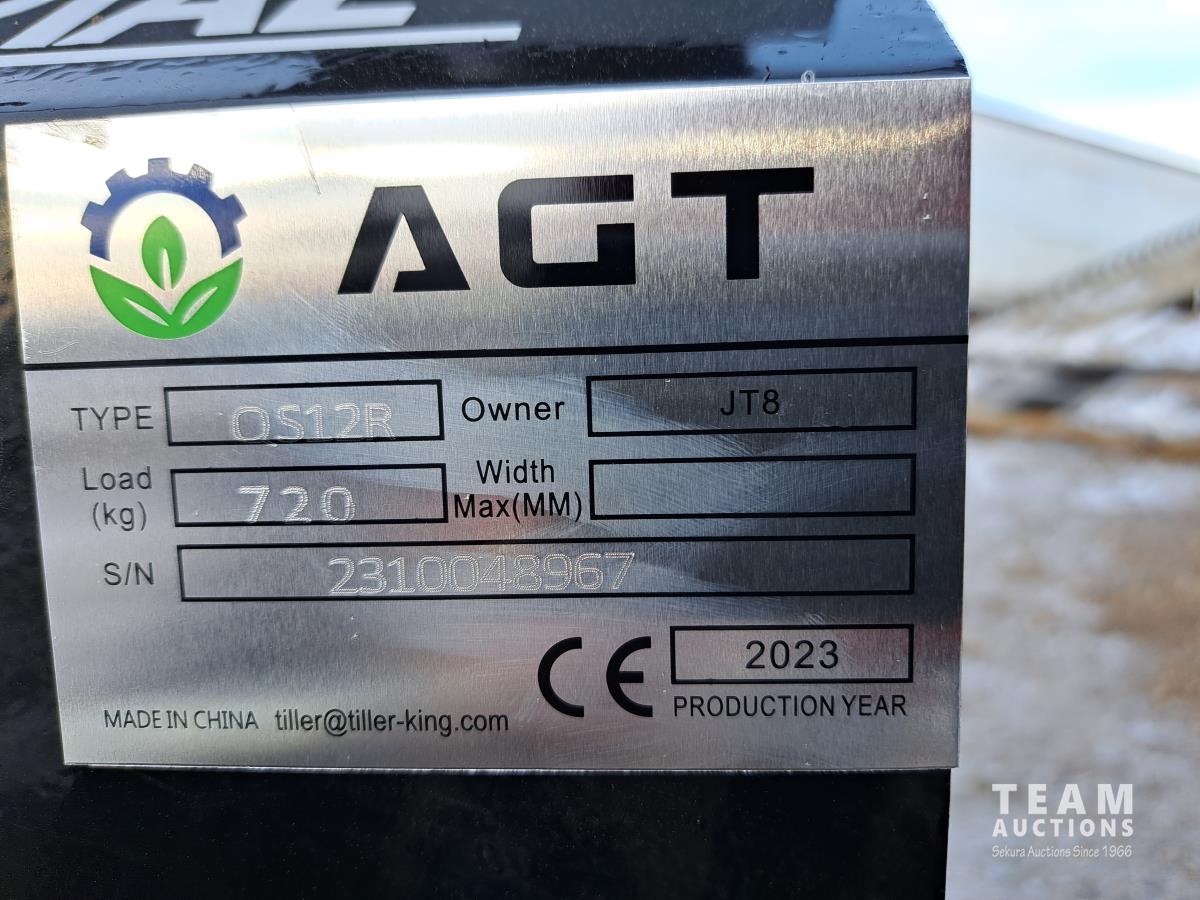 AGT
TYPE QS12R Owner JT8
Load (kg) 720 Width Max(MM)
S/N 2310048967
CE 2023
PRODUCTION YEAR
MADE IN CHINA tiller@tiller-king.com
TEAM
AUCTIONS
Sekura Auctions Since 1966